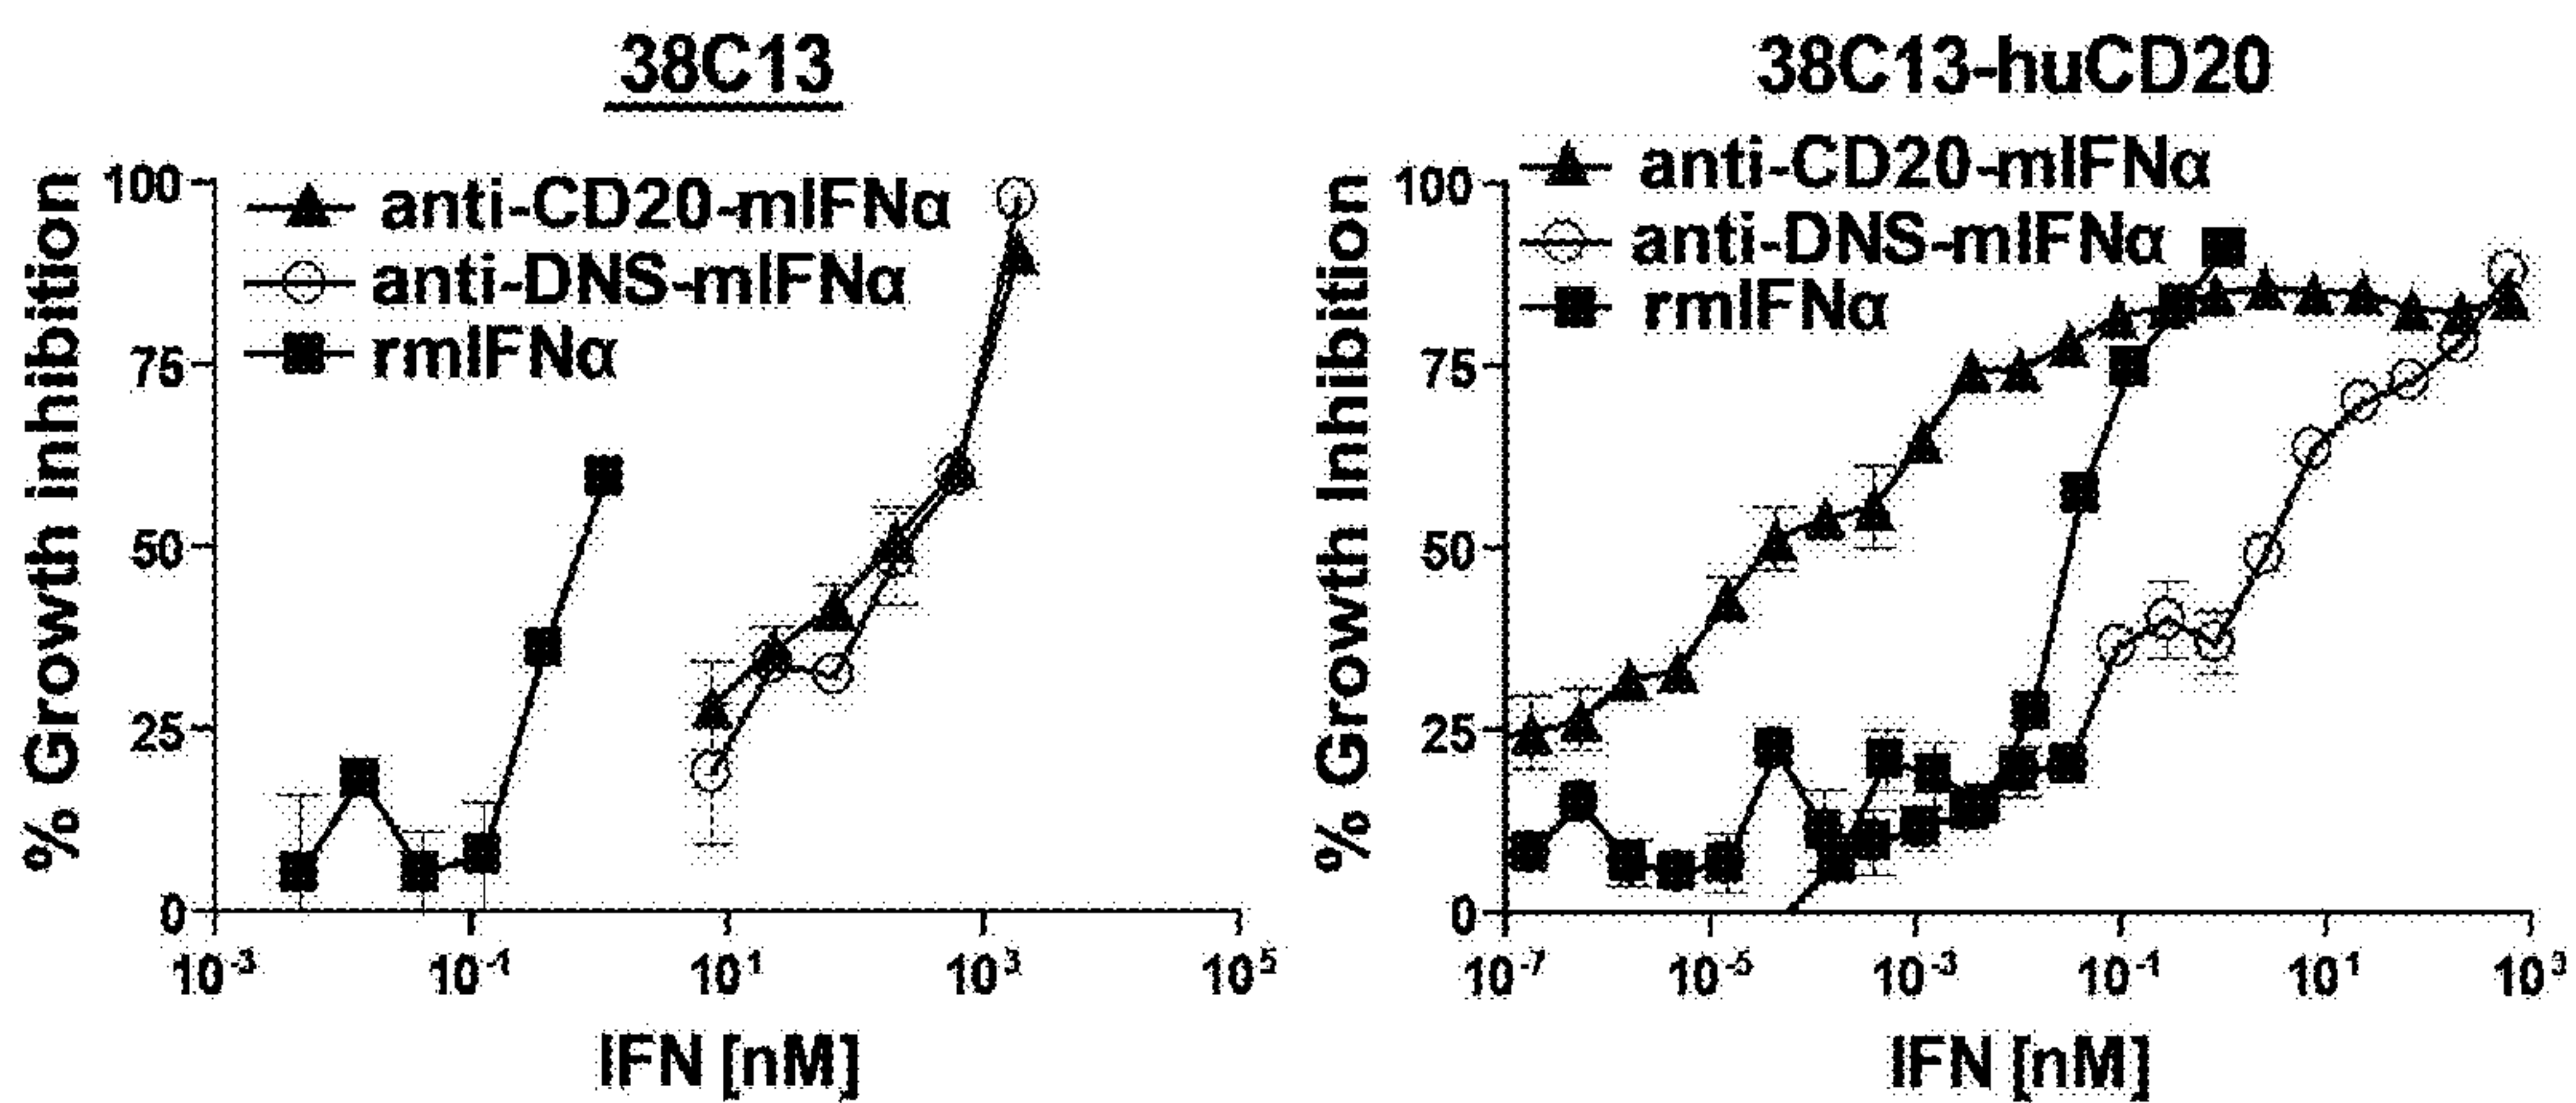 38C13
% Growth inhibition
100
75
50
25
0
anti-CD20-mIFNα
anti-DNS-mIFNα
rmIFNα
10⁻³ 10⁻¹ 10¹ 10³ 10⁵
IFN [nM]
38C13-huCD20
% Growth Inhibition
100
75
50
25
0
anti-CD20-mIFNα
anti-DNS-mIFNα
rmIFNα
10⁻⁷ 10⁻⁵ 10⁻³ 10⁻¹ 10¹ 10³
IFN [nM]